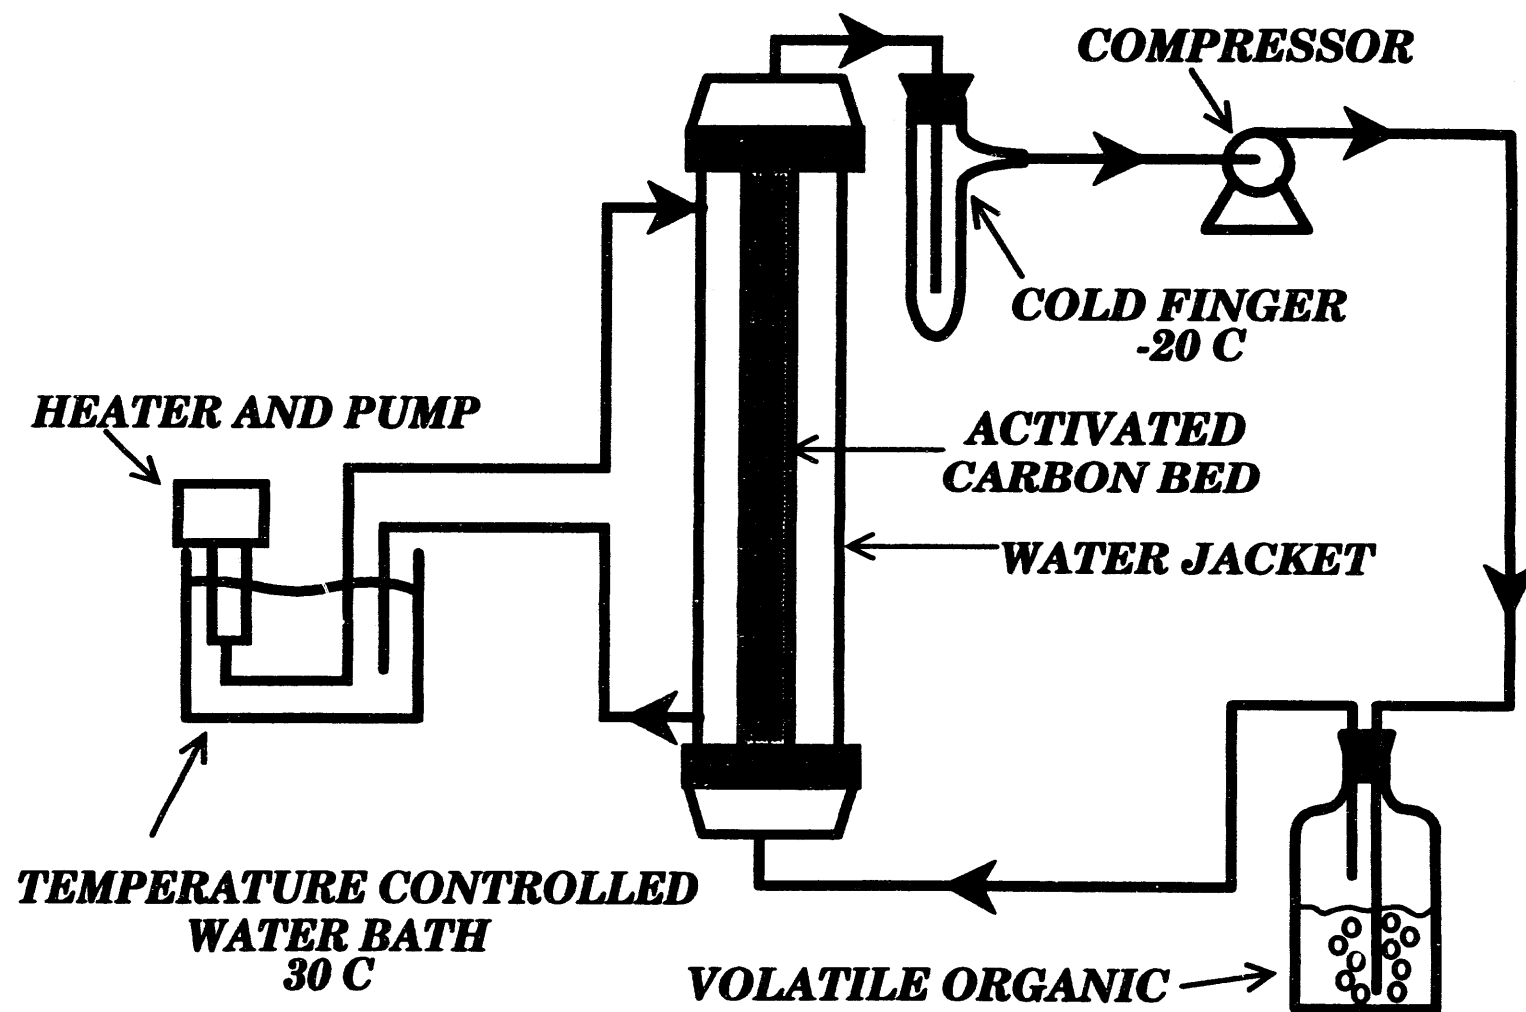 COMPRESSOR
COLD FINGER
-20 C
HEATER AND PUMP
ACTIVATED
CARBON BED
WATER JACKET
TEMPERATURE CONTROLLED
WATER BATH
30 C
VOLATILE ORGANIC